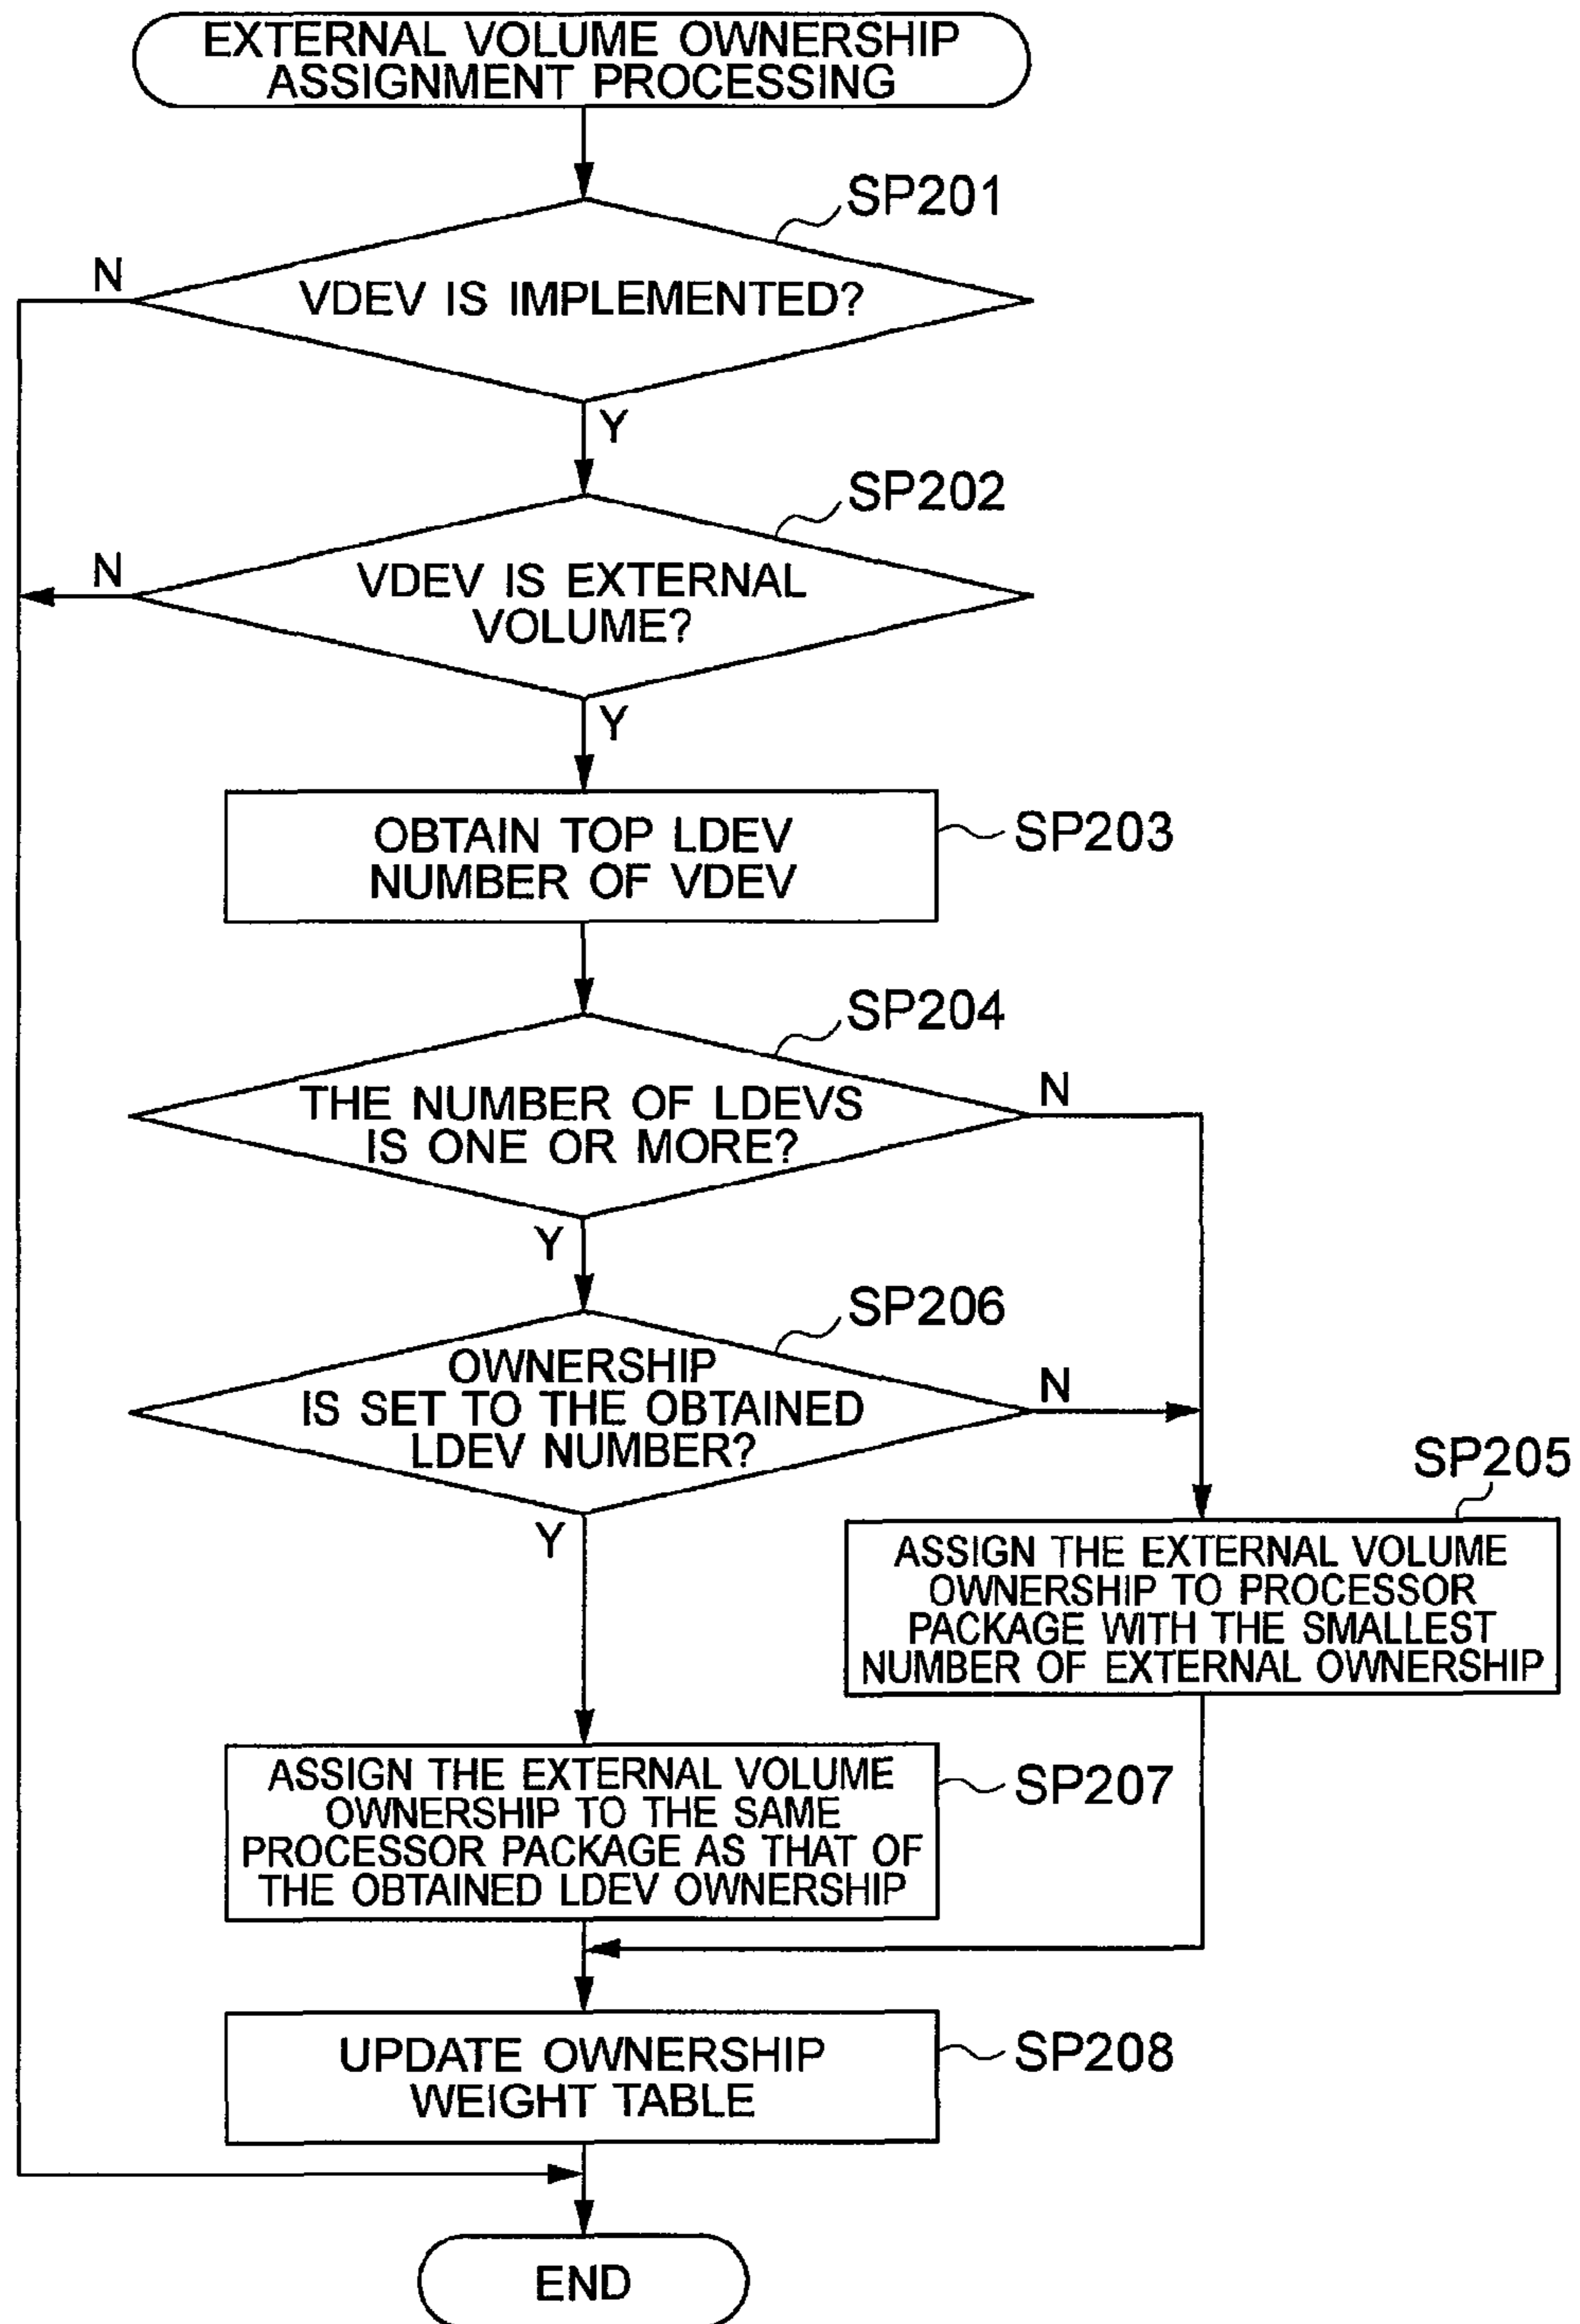 EXTERNAL VOLUME OWNERSHIP
ASSIGNMENT PROCESSING
SP201
N
VDEV IS IMPLEMENTED?
Y
SP202
N
VDEV IS EXTERNAL
VOLUME?
Y
OBTAIN TOP LDEV
NUMBER OF VDEV
SP203
SP204
THE NUMBER OF LDEVS
IS ONE OR MORE?
N
Y
SP206
OWNERSHIP
IS SET TO THE OBTAINED
LDEV NUMBER?
N
Y
SP205
ASSIGN THE EXTERNAL VOLUME
OWNERSHIP TO PROCESSOR
PACKAGE WITH THE SMALLEST
NUMBER OF EXTERNAL OWNERSHIP
ASSIGN THE EXTERNAL VOLUME
OWNERSHIP TO THE SAME
PROCESSOR PACKAGE AS THAT OF
THE OBTAINED LDEV OWNERSHIP
SP207
UPDATE OWNERSHIP
WEIGHT TABLE
SP208
END